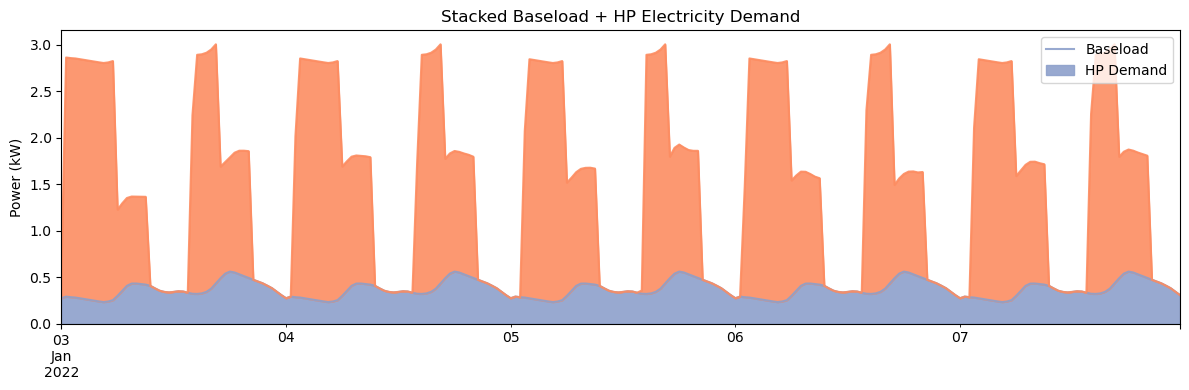 Stacked Baseload + HP Electricity Demand
Power (kW)
3.0
2.5
2.0
1.5
1.0
0.5
0.0
Baseload
HP Demand
03
Jan
2022
04
05
06
07